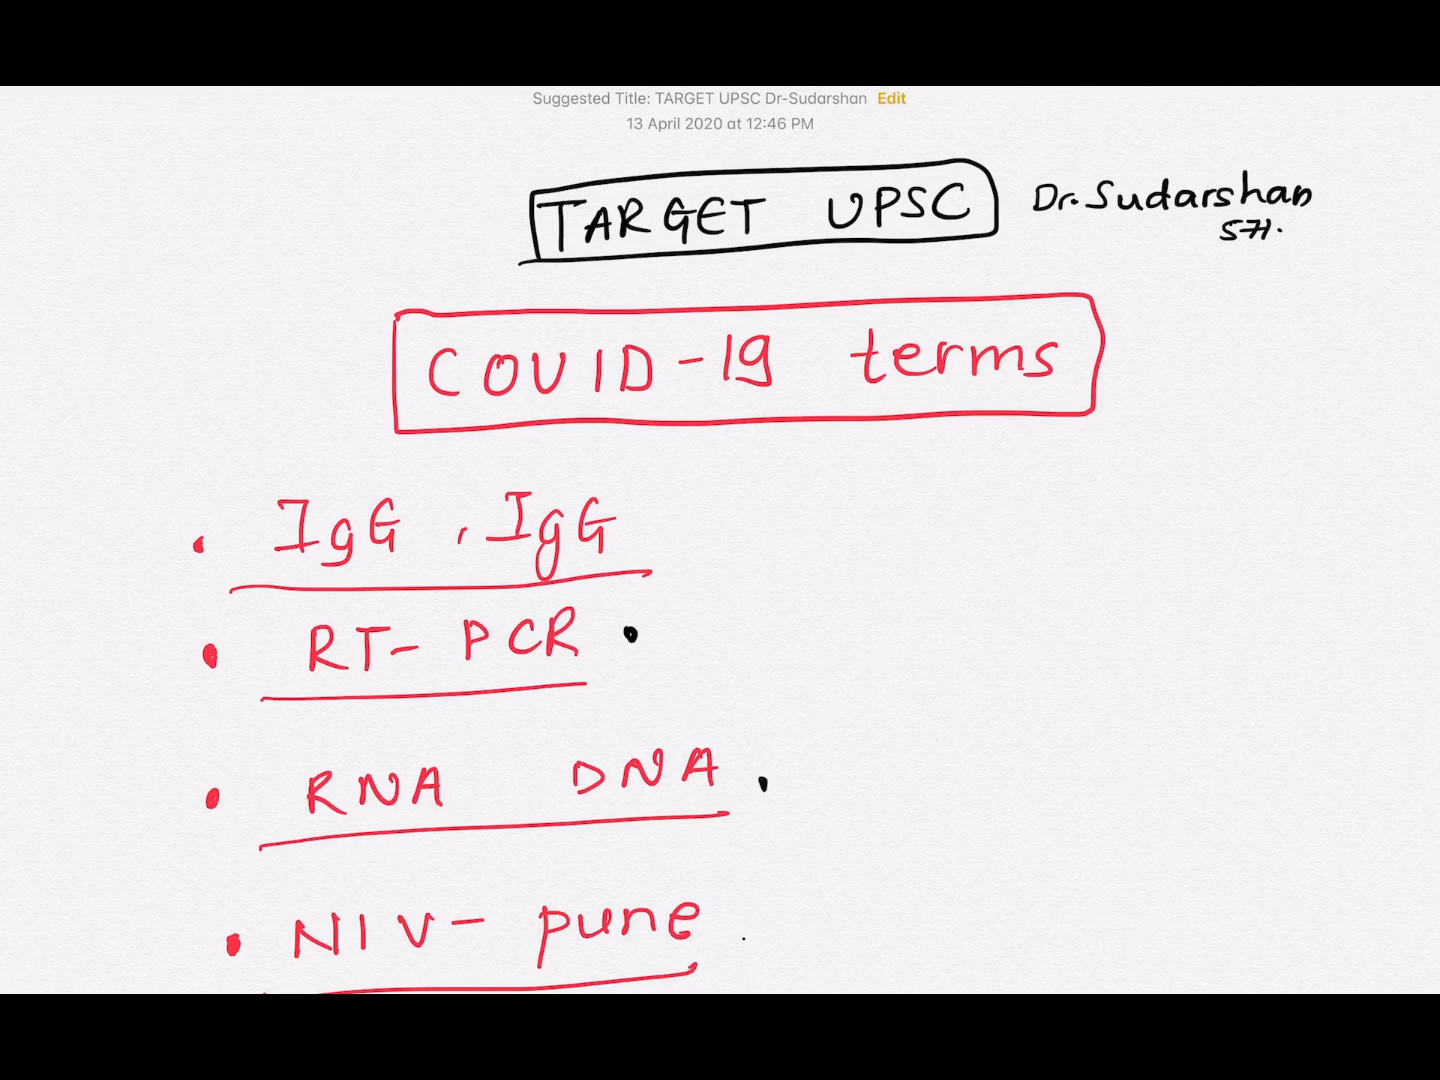 Suggested Title: TARGET UPSC Dr-Sudarshan Edit
13 April 2020 at 12:46 PM
TARGET UPSC Dr. Sudarshan
COVID-19 terms
• IgG , IgG
• RT- PCR •
• RNA DNA •
• NIV- pune